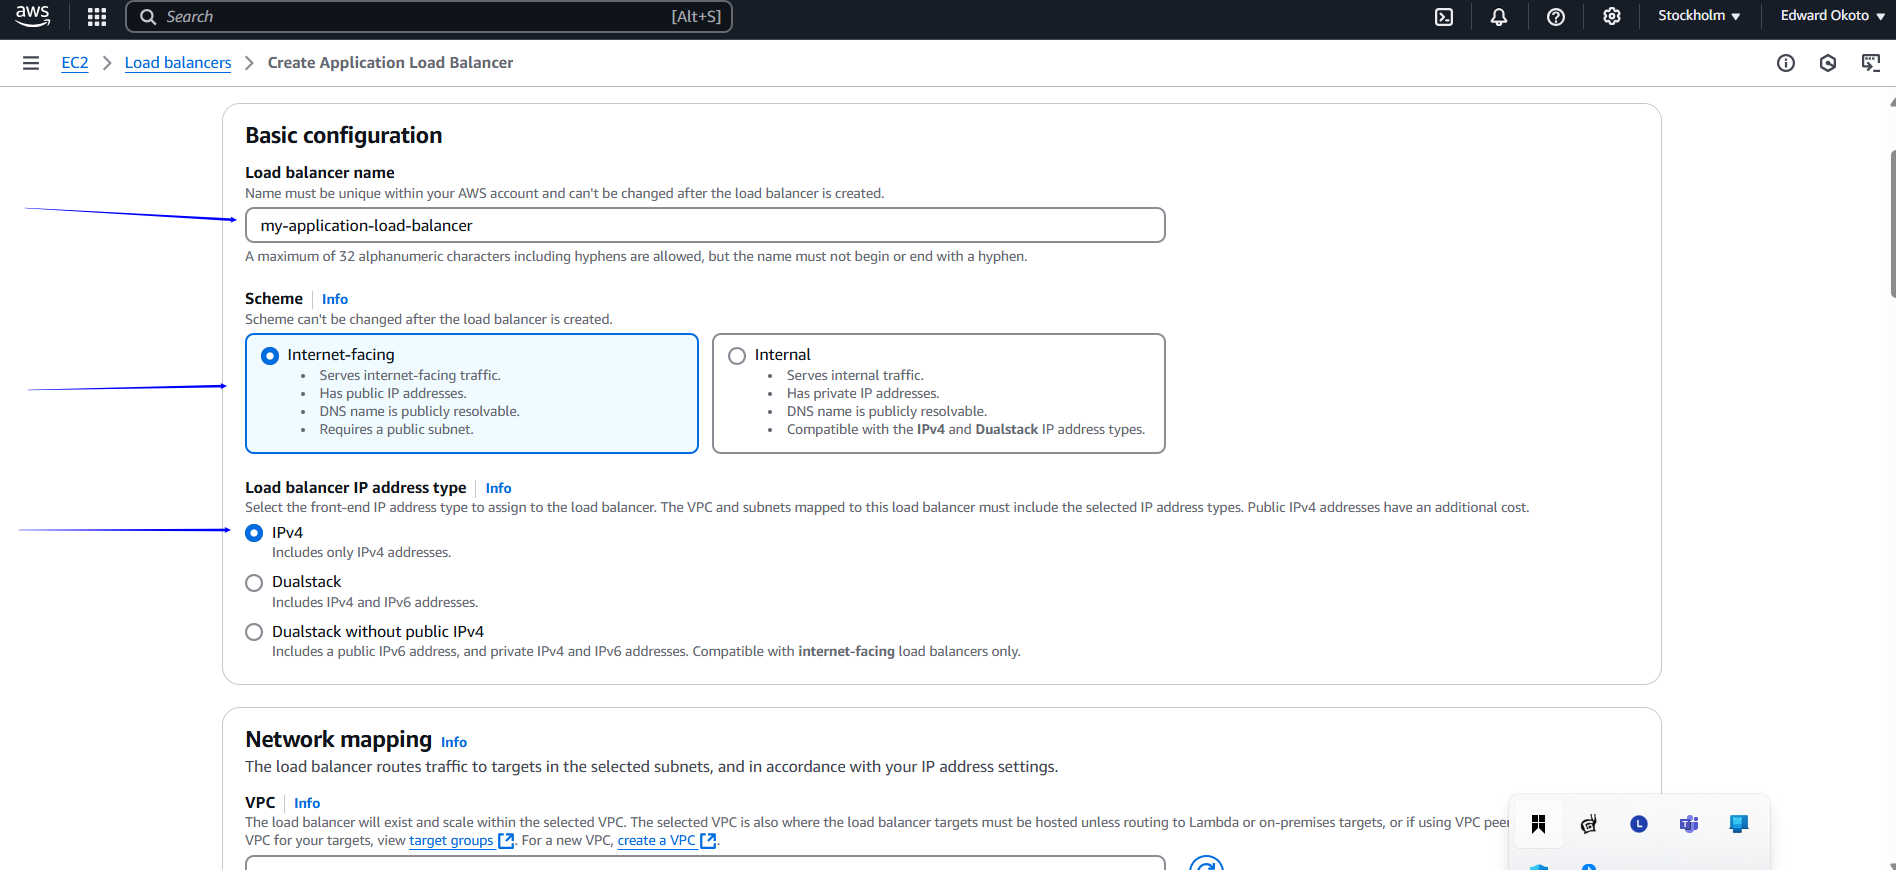 aws
Search
[Alt+S]
Stockholm
Edward Okoto
EC2 > Load balancers > Create Application Load Balancer
Basic configuration
Load balancer name
Name must be unique within your AWS account and can't be changed after the load balancer is created.
my-application-load-balancer
A maximum of 32 alphanumeric characters including hyphens are allowed, but the name must not begin or end with a hyphen.
Scheme | Info
Scheme can't be changed after the load balancer is created.
Internet-facing
• Serves internet-facing traffic.
• Has public IP addresses.
• DNS name is publicly resolvable.
• Requires a public subnet.
Internal
• Serves internal traffic.
• Has private IP addresses.
• DNS name is publicly resolvable.
• Compatible with the IPv4 and Dualstack IP address types.
Load balancer IP address type | Info
Select the front-end IP address type to assign to the load balancer. The VPC and subnets mapped to this load balancer must include the selected IP address types. Public IPv4 addresses have an additional cost.
IPv4
Includes only IPv4 addresses.
Dualstack
Includes IPv4 and IPv6 addresses.
Dualstack without public IPv4
Includes a public IPv6 address, and private IPv4 and IPv6 addresses. Compatible with internet-facing load balancers only.
Network mapping Info
The load balancer routes traffic to targets in the selected subnets, and in accordance with your IP address settings.
VPC | Info
The load balancer will exist and scale within the selected VPC. The selected VPC is also where the load balancer targets must be hosted unless routing to Lambda or on-premises targets, or if using VPC peer
VPC for your targets, view target groups. For a new VPC, create a VPC.
L